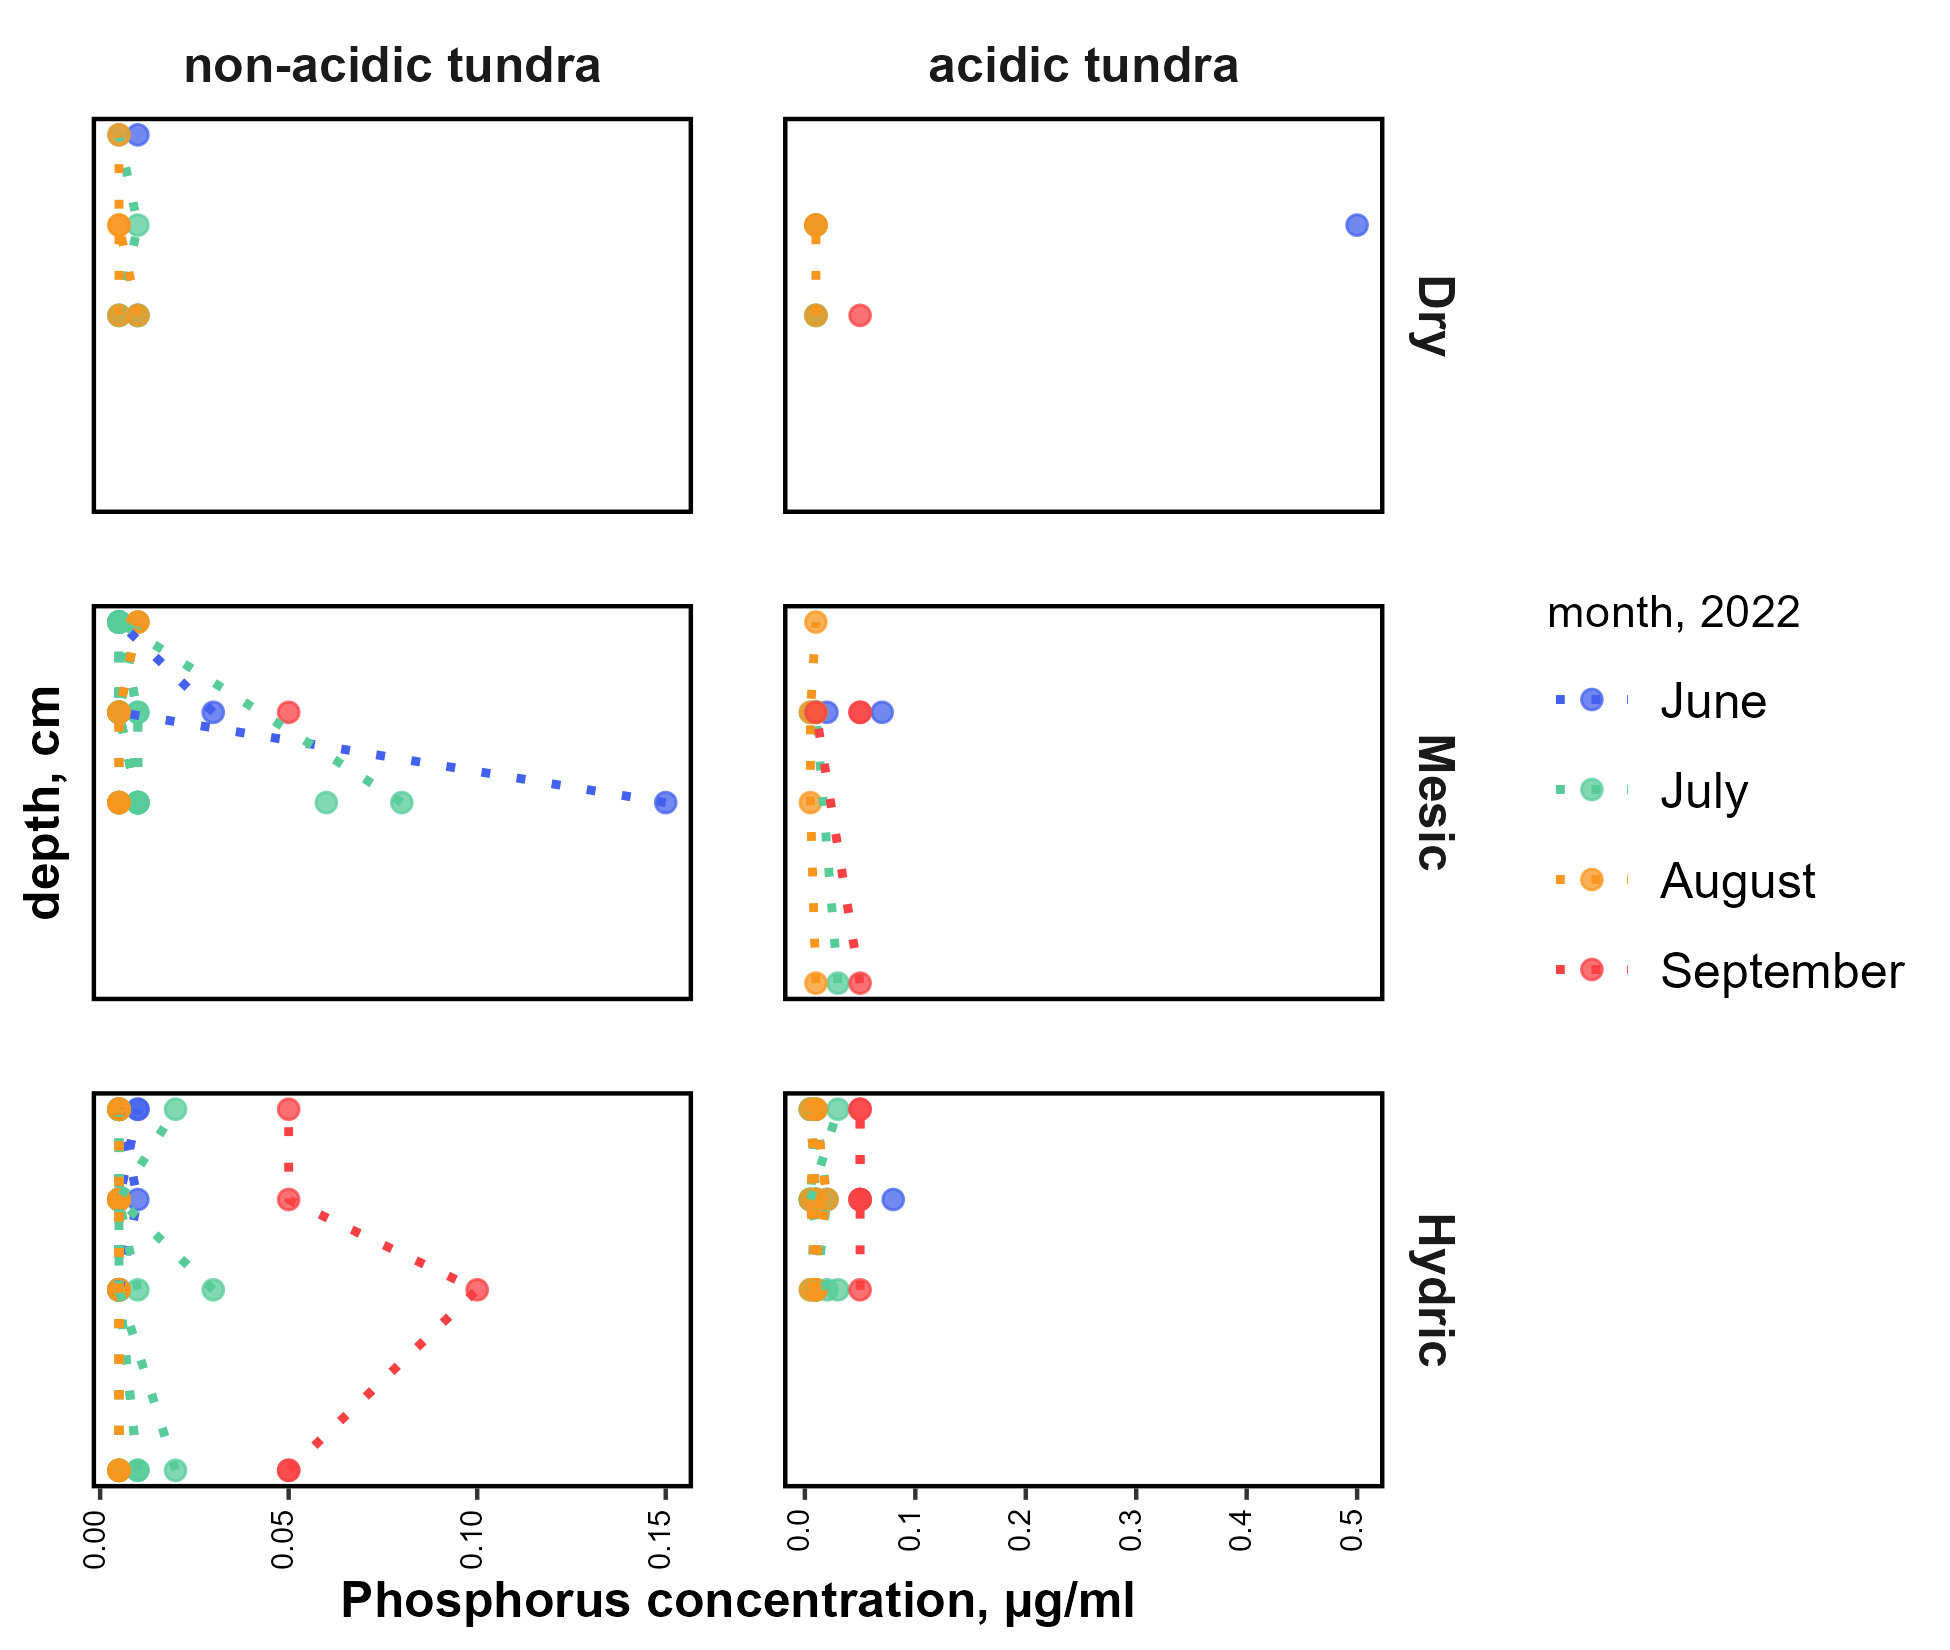 non-acidic tundra
acidic tundra
Dry
Mesic
Hydric
depth, cm
month, 2022
June
July
August
September
0.00
0.05
0.10
0.15
0.0
0.1
0.2
0.3
0.4
0.5
Phosphorus concentration, µg/ml